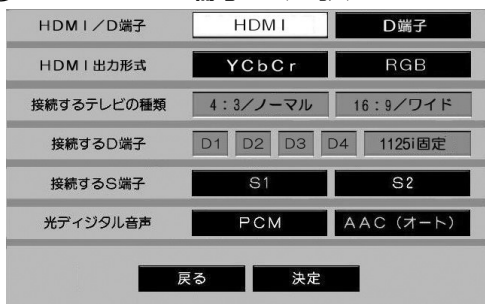 HDMI／D端子 HDMI D端子
HDMI出力形式 YCbCr RGB
接続するテレビの種類 4：3／ノーマル 16：9／ワイド
接続するD端子 D1 D2 D3 D4 1125i固定
接続するS端子 S1 S2
光ディジタル音声 PCM AAC（オート）
戻る 決定